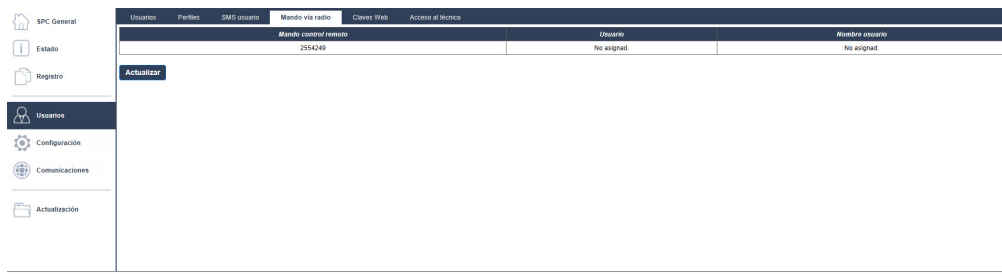 SPC General
Estado
Registro
Usuarios
Configuración
Comunicaciones
Actualización
Usuarios Perfiles SMS usuario Mando vía radio Claves Web Acceso al técnico
Mando control remoto Usuario Nombre usuario
2554249 No asignad. No asignad.
Actualizar